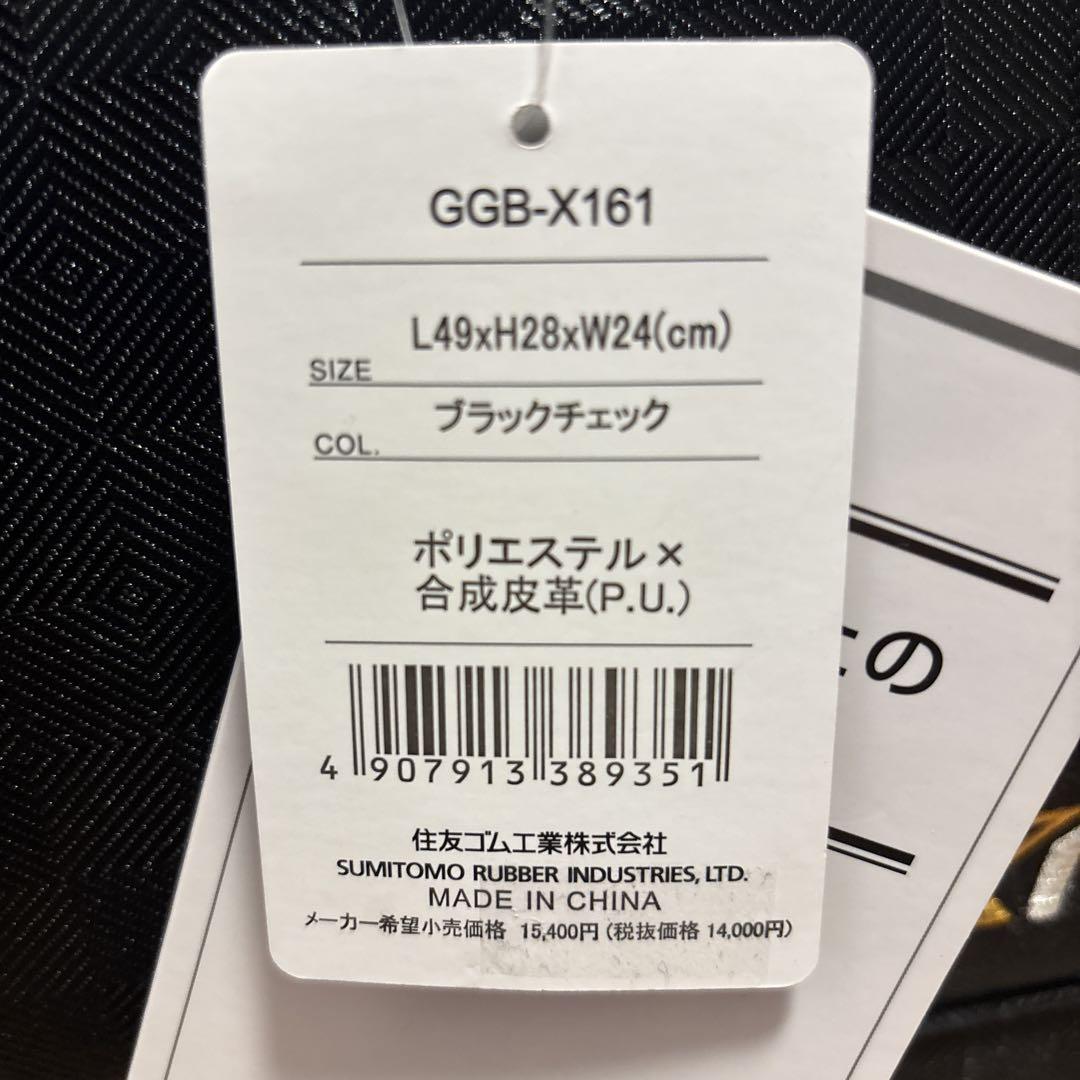 GGB-X161
SIZE L49xH28xW24(cm)
COL. ブラックチェック
ポリエステル×
合成皮革(P.U.)
4 907913 389351
住友ゴム工業株式会社
SUMITOMO RUBBER INDUSTRIES, LTD.
MADE IN CHINA
メーカー希望小売価格 15,400円 (税抜価格 14,000円)
の